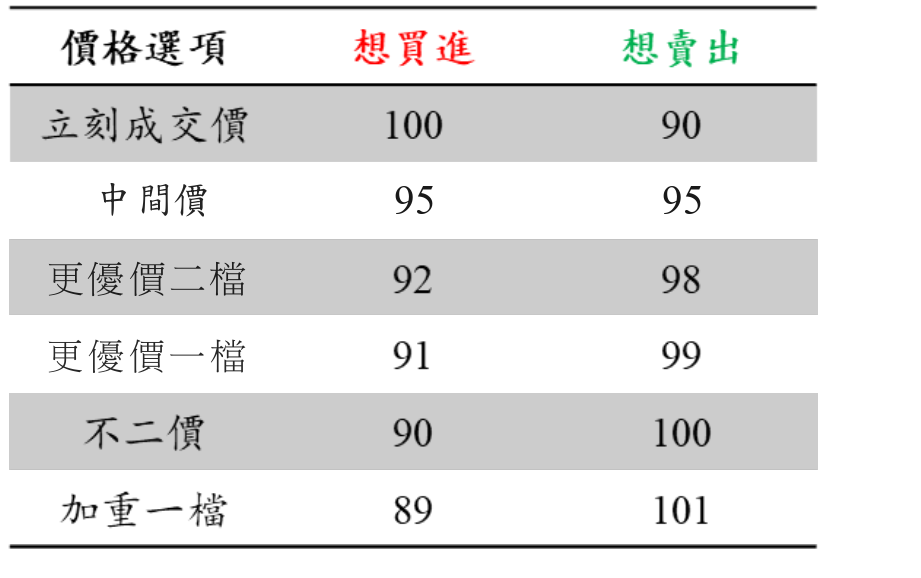 價格選項 想買進 想賣出
立刻成交價 100 90
中間價 95 95
更優價二檔 92 98
更優價一檔 91 99
不二價 90 100
加重一檔 89 101